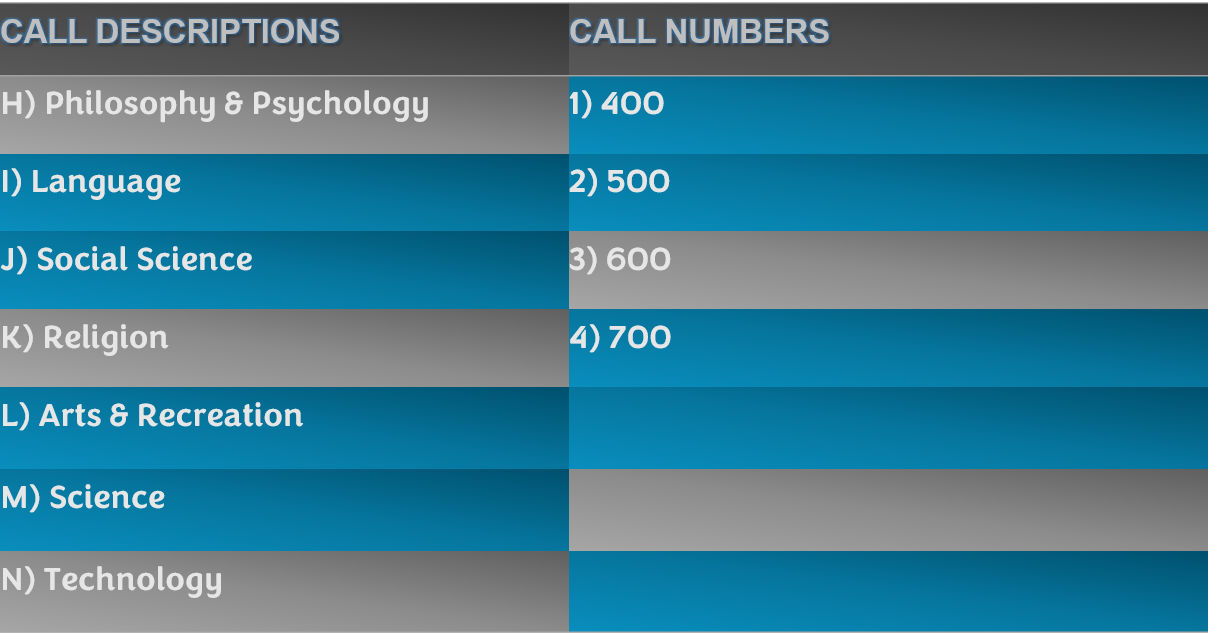 CALL DESCRIPTIONS CALL NUMBERS
H) Philosophy & Psychology 1) 400
I) Language 2) 500
J) Social Science 3) 600
K) Religion 4) 700
L) Arts & Recreation
M) Science
N) Technology